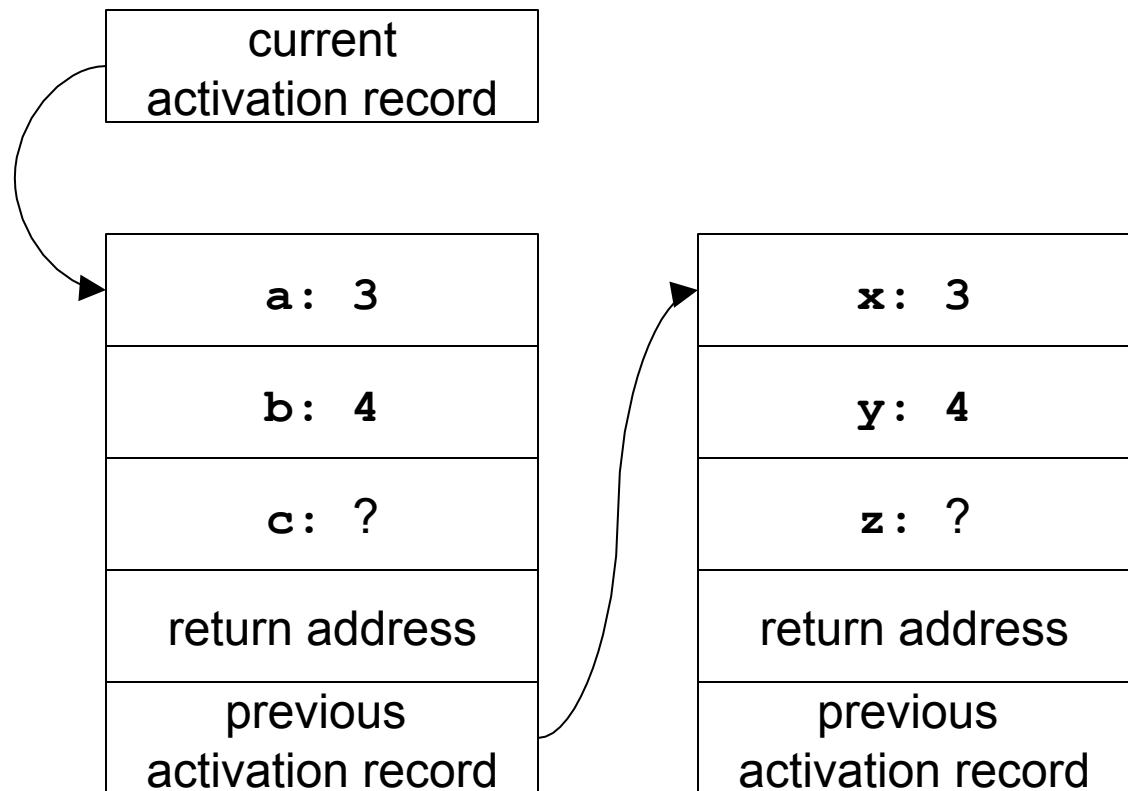 current
activation record
a: 3
b: 4
c: ?
return address
previous
activation record
x: 3
y: 4
z: ?
return address
previous
activation record